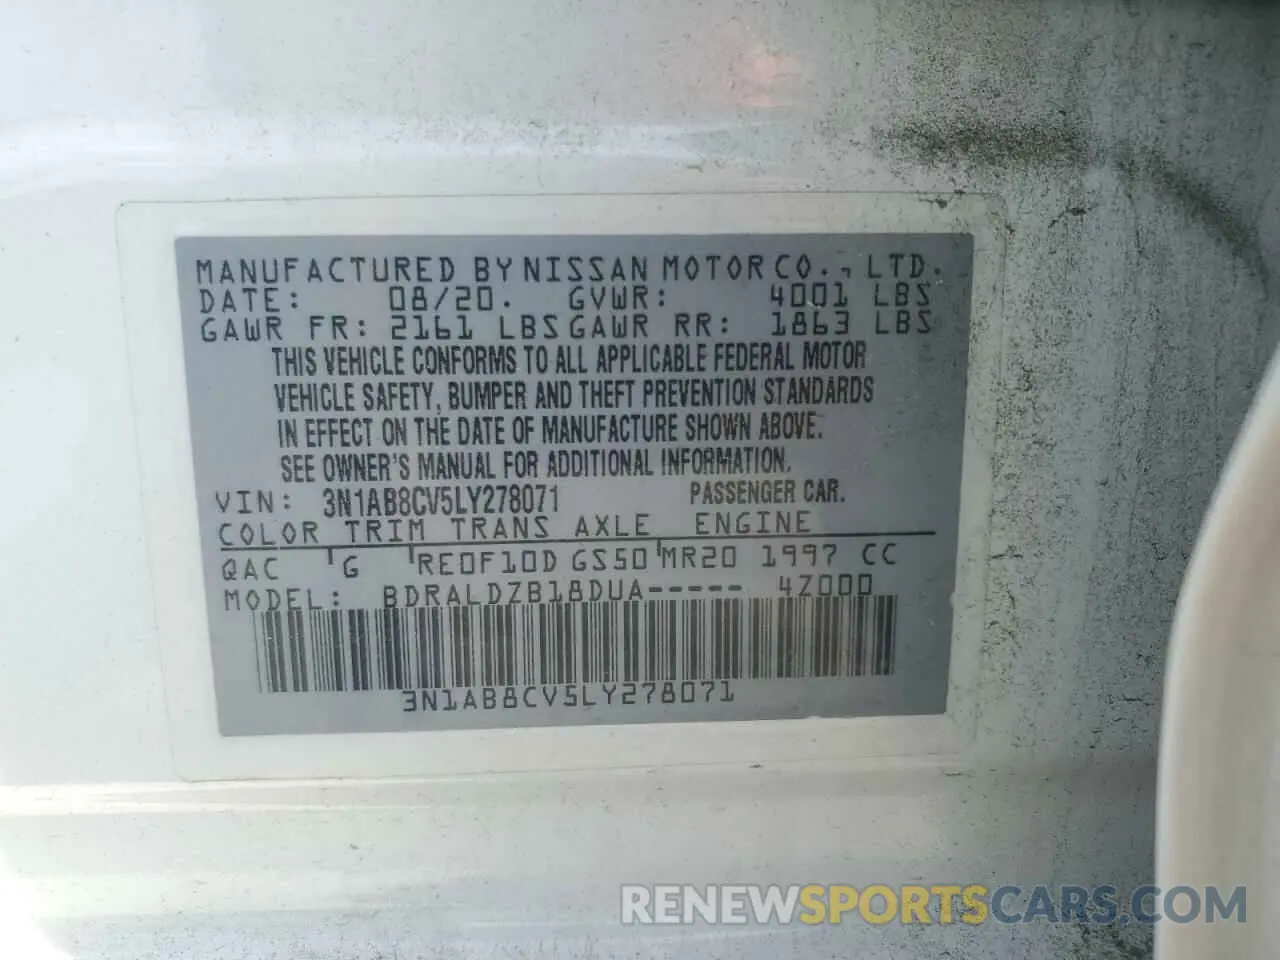 MANUFACTURED BY NISSAN MOTOR CO., LTD.
DATE: 08/20. GVWR: 4001 LBS
GAWR FR: 2161 LBS GAWR RR: 1863 LBS
THIS VEHICLE CONFORMS TO ALL APPLICABLE FEDERAL MOTOR
VEHICLE SAFETY, BUMPER AND THEFT PREVENTION STANDARDS
IN EFFECT ON THE DATE OF MANUFACTURE SHOWN ABOVE.
SEE OWNER'S MANUAL FOR ADDITIONAL INFORMATION.
VIN: 3N1AB8CV5LY278071 PASSENGER CAR.
COLOR TRIM TRANS AXLE ENGINE
QAC G RE0F10D GS50 MR20 1997 CC
MODEL: BDRALDZB18DUA----- 4Z000
3N1AB8CV5LY278071
RENEWSPORTSCARS.COM